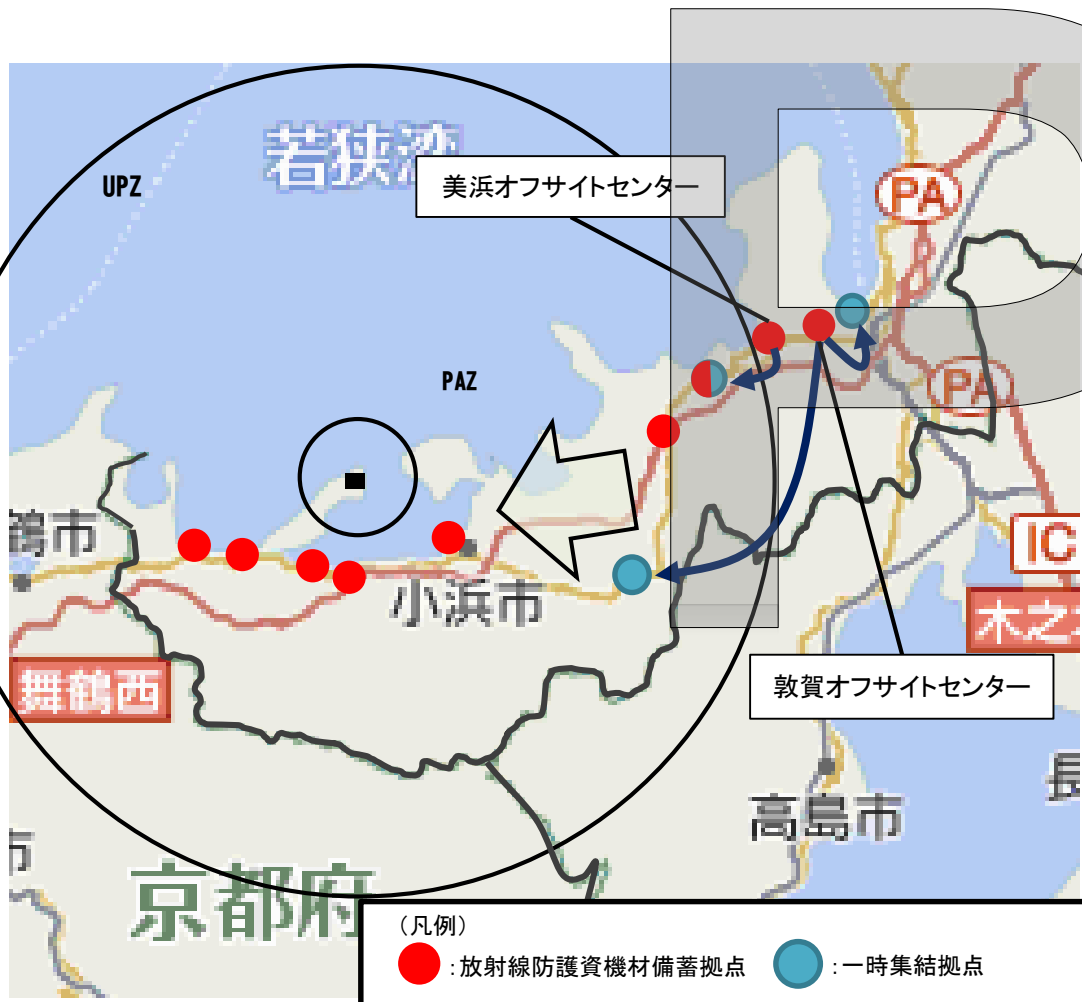 若狭湾
UPZ
美浜オフサイトセンター
PA
PAZ
PA
鶴市
小浜市
IC
木之
舞鶴西
敦賀オフサイトセンター
高島市
長
市
京都府
(凡例)
:放射線防護資機材備蓄拠点
:一時集結拠点